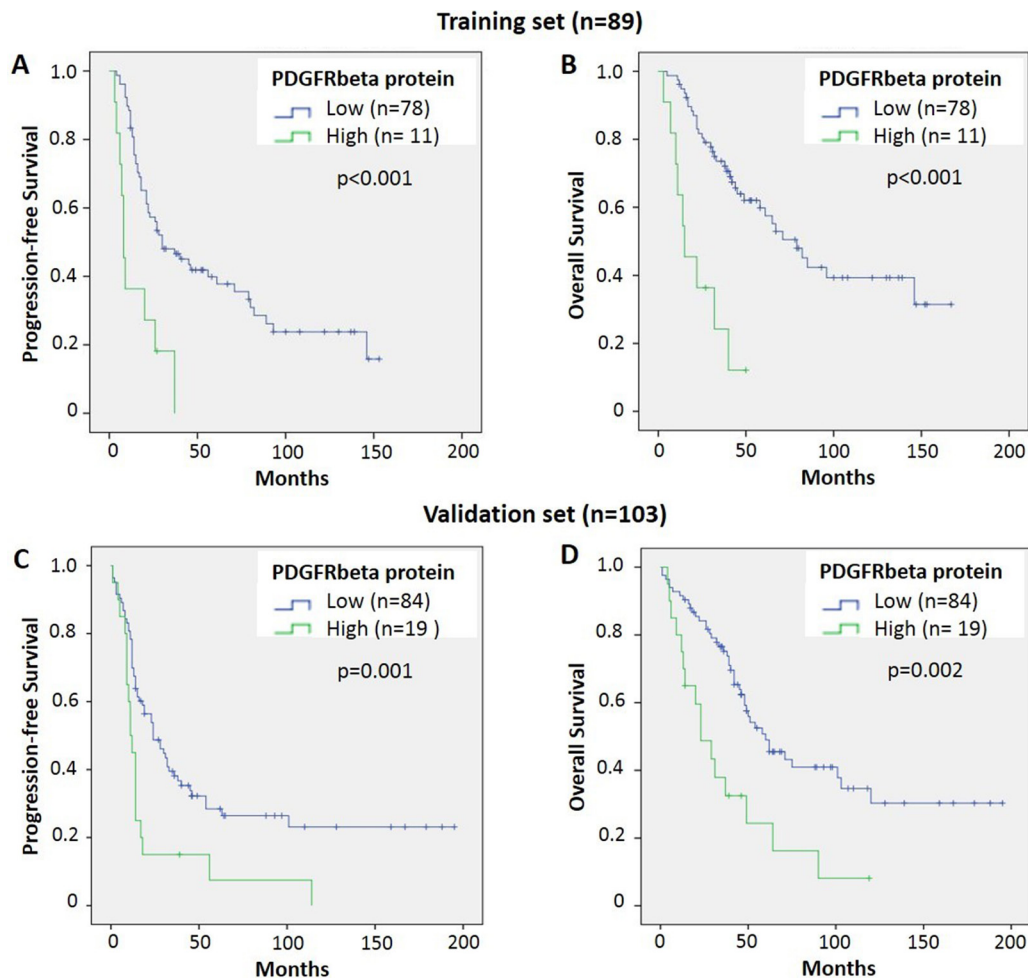 Training set (n=89)
A
PDGFRbeta protein
Low (n=78)
High (n= 11)
p<0.001
Progression-free Survival
1.0
0.8
0.6
0.4
0.2
0
0 50 100 150 200
Months
B
PDGFRbeta protein
Low (n=78)
High (n= 11)
p<0.001
Overall Survival
1.0
0.8
0.6
0.4
0.2
0
0 50 100 150 200
Months
Validation set (n=103)
C
PDGFRbeta protein
Low (n=84)
High (n=19 )
p=0.001
Progression-free Survival
1.0
0.8
0.6
0.4
0.2
0
0 50 100 150 200
Months
D
PDGFRbeta protein
Low (n=84)
High (n= 19)
p=0.002
Overall Survival
1.0
0.8
0.6
0.4
0.2
0
0 50 100 150 200
Months